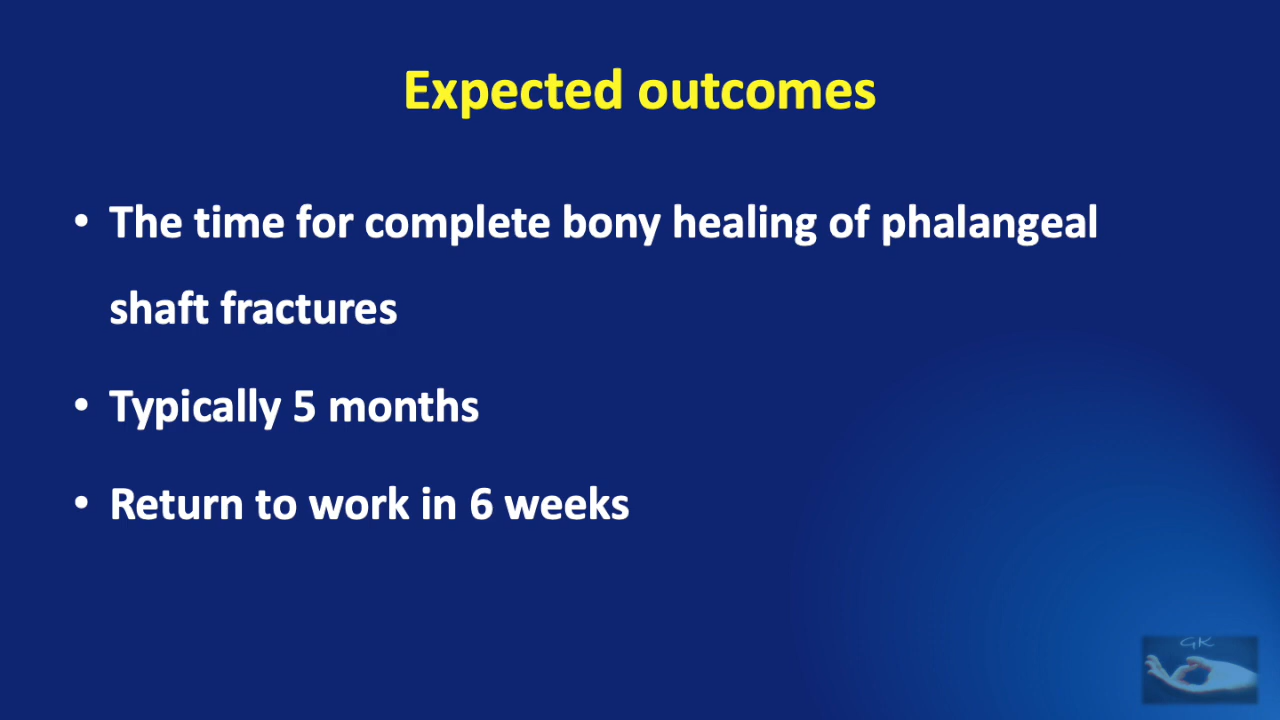 Expected outcomes
• The time for complete bony healing of phalangeal
shaft fractures
• Typically 5 months
• Return to work in 6 weeks
GK